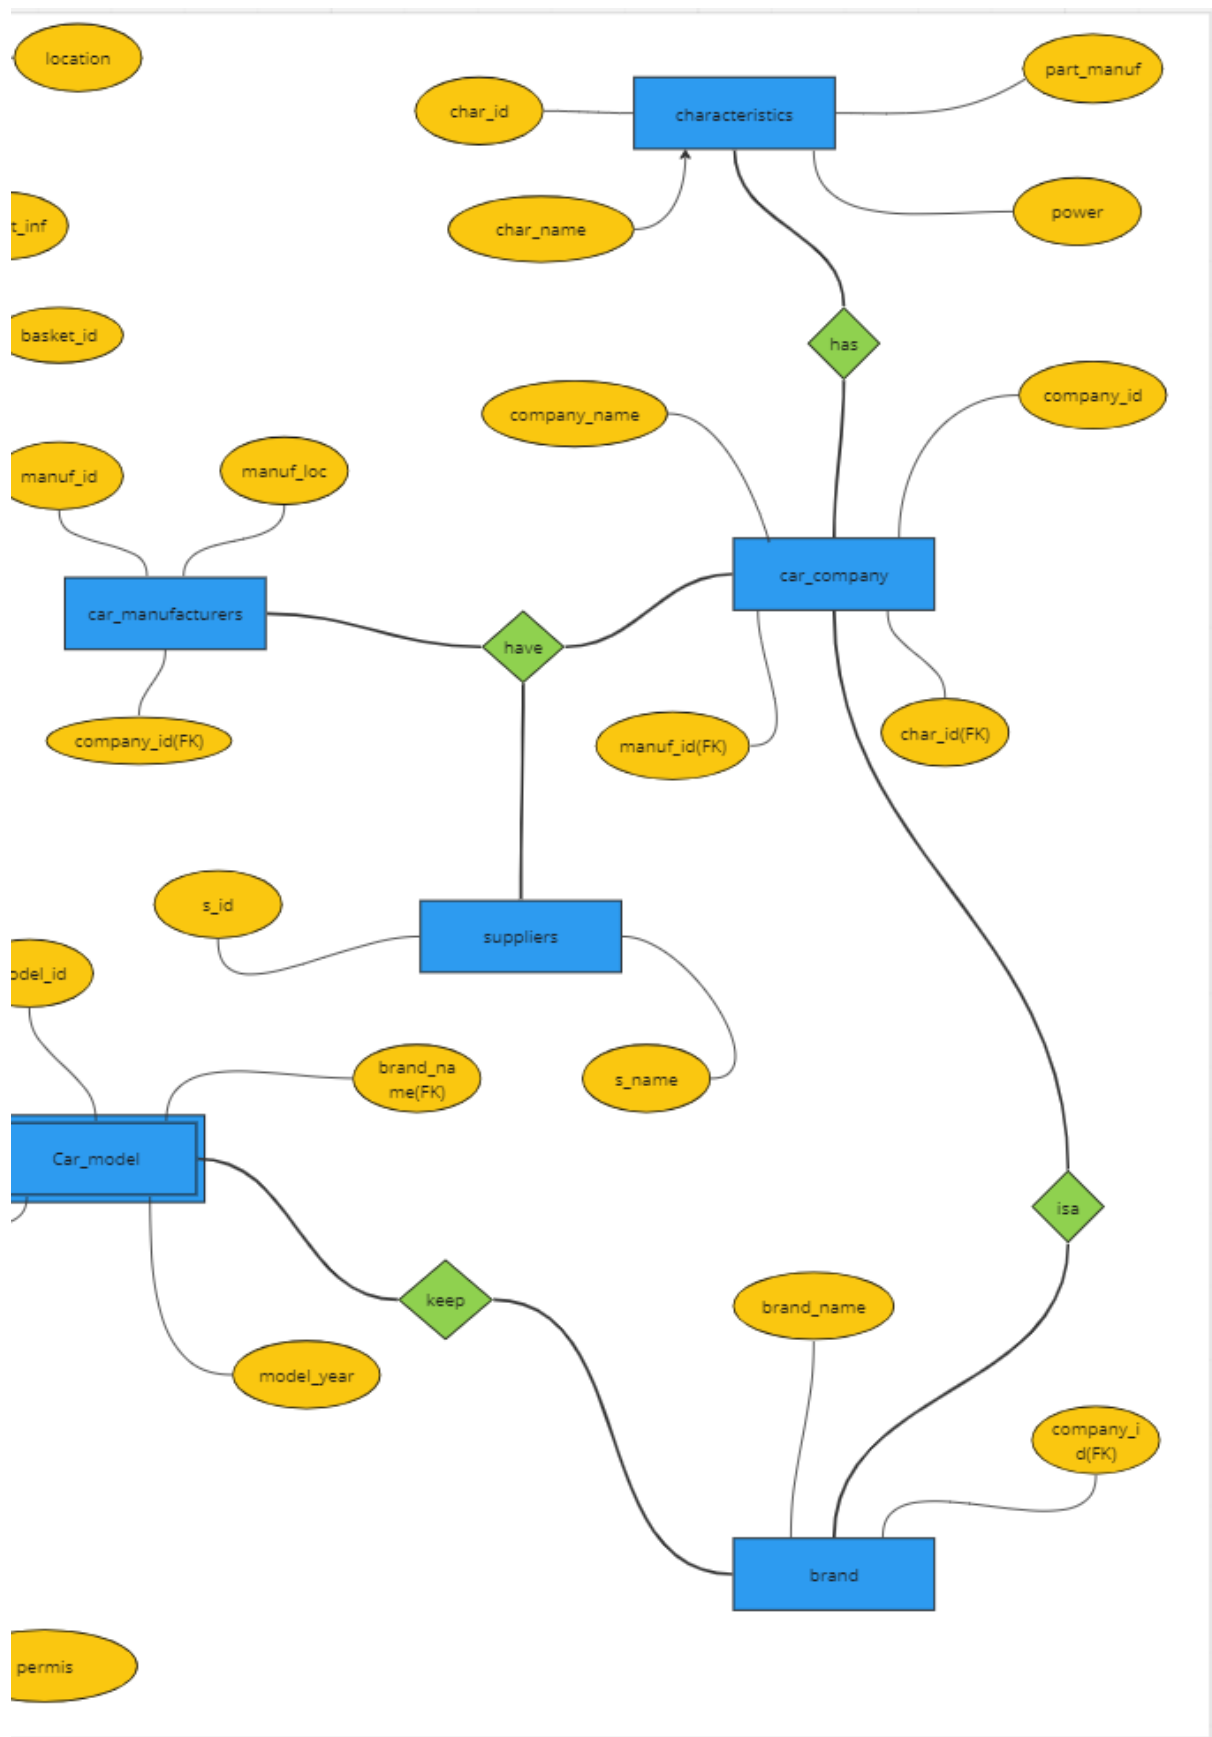 location
part_manuf
char_id
characteristics
power
t_inf
char_name
basket_id
has
company_id
company_name
manuf_id
manuf_loc
car_company
car_manufacturers
have
company_id(FK)
manuf_id(FK)
char_id(FK)
s_id
suppliers
odel_id
brand_na
me(FK)
s_name
Car_model
isa
keep
brand_name
model_year
company_i
d(FK)
brand
permis